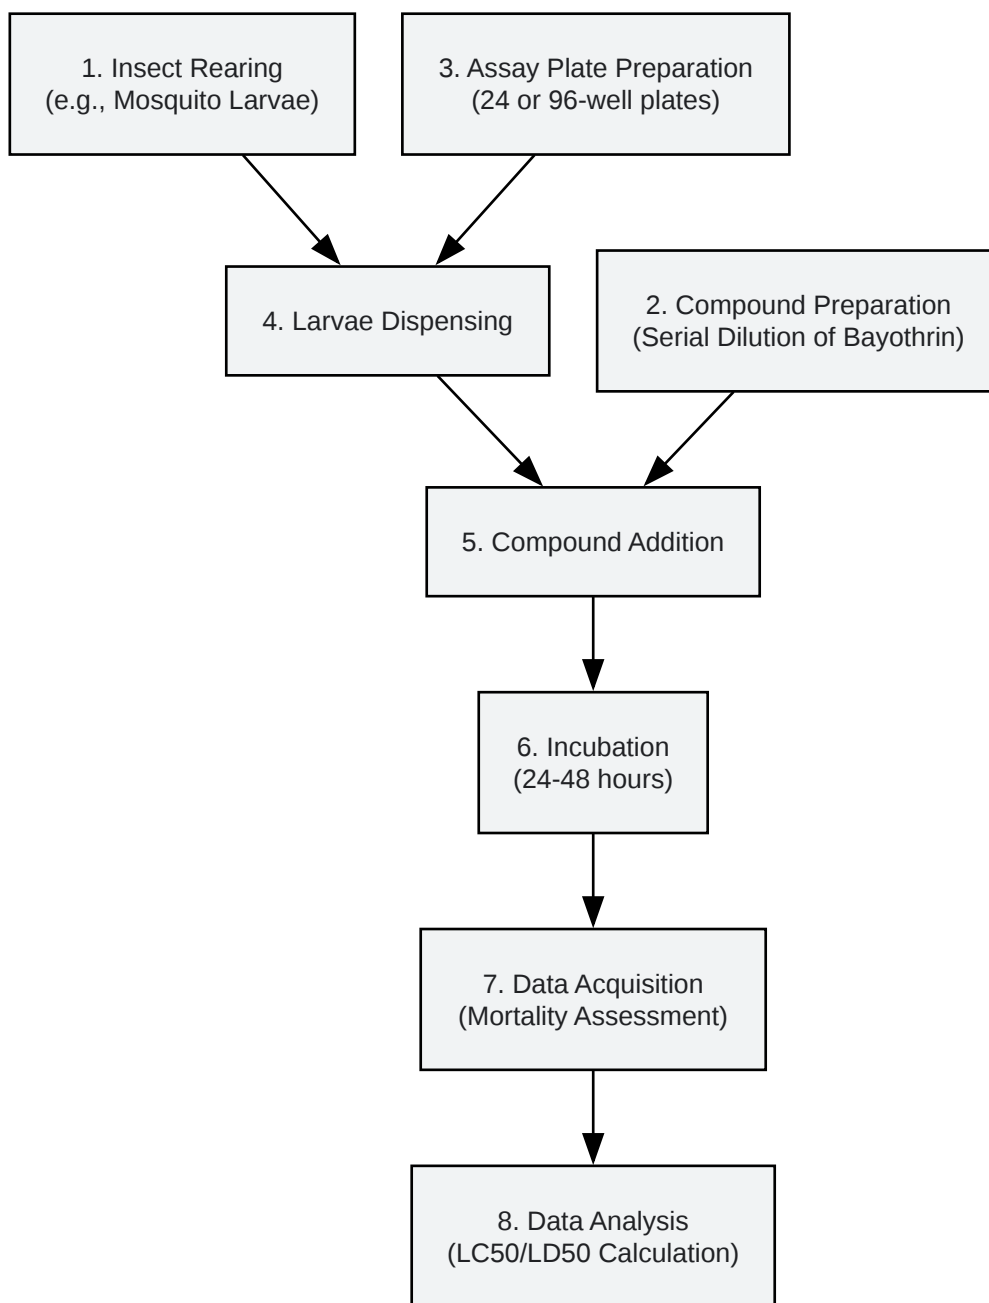 1. Insect Rearing
(e.g., Mosquito Larvae)
3. Assay Plate Preparation
(24 or 96-well plates)
4. Larvae Dispensing
2. Compound Preparation
(Serial Dilution of Bayothrin)
5. Compound Addition
6. Incubation
(24-48 hours)
7. Data Acquisition
(Mortality Assessment)
8. Data Analysis
(LC50/LD50 Calculation)